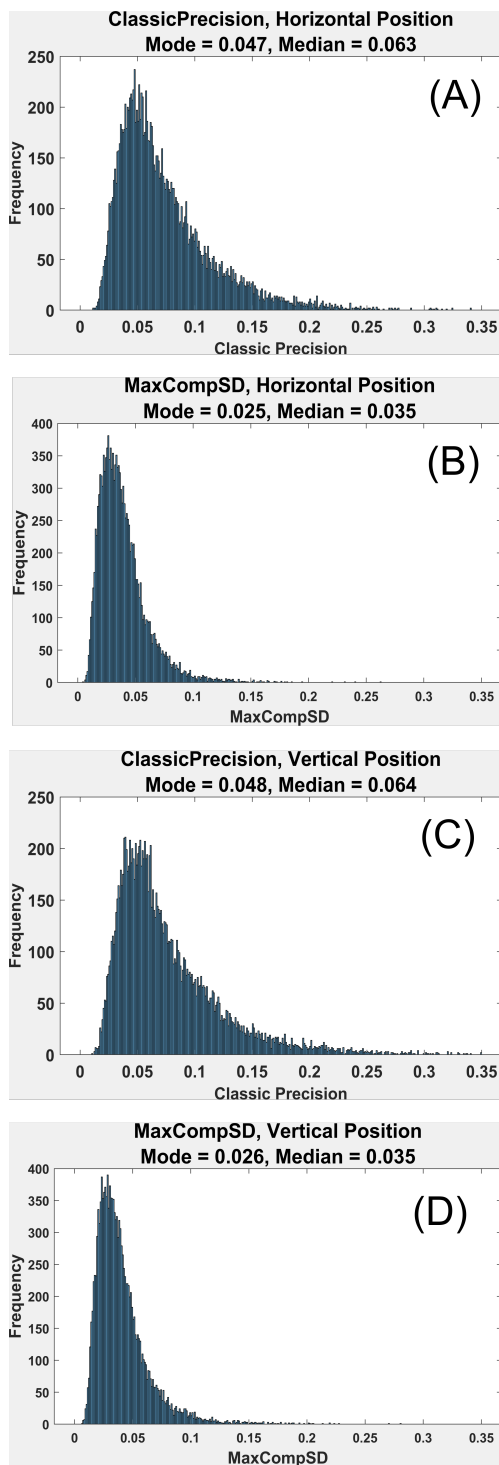 ClassicPrecision, Horizontal Position
Mode = 0.047, Median = 0.063
(A)
250
200
150
100
50
0
Frequency
0 0.05 0.1 0.15 0.2 0.25 0.3 0.35
Classic Precision
MaxCompSD, Horizontal Position
Mode = 0.025, Median = 0.035
(B)
400
350
300
250
200
150
100
50
0
Frequency
0 0.05 0.1 0.15 0.2 0.25 0.3 0.35
MaxCompSD
ClassicPrecision, Vertical Position
Mode = 0.048, Median = 0.064
(C)
250
200
150
100
50
0
Frequency
0 0.05 0.1 0.15 0.2 0.25 0.3 0.35
Classic Precision
MaxCompSD, Vertical Position
Mode = 0.026, Median = 0.035
(D)
400
350
300
250
200
150
100
50
0
Frequency
0 0.05 0.1 0.15 0.2 0.25 0.3 0.35
MaxCompSD